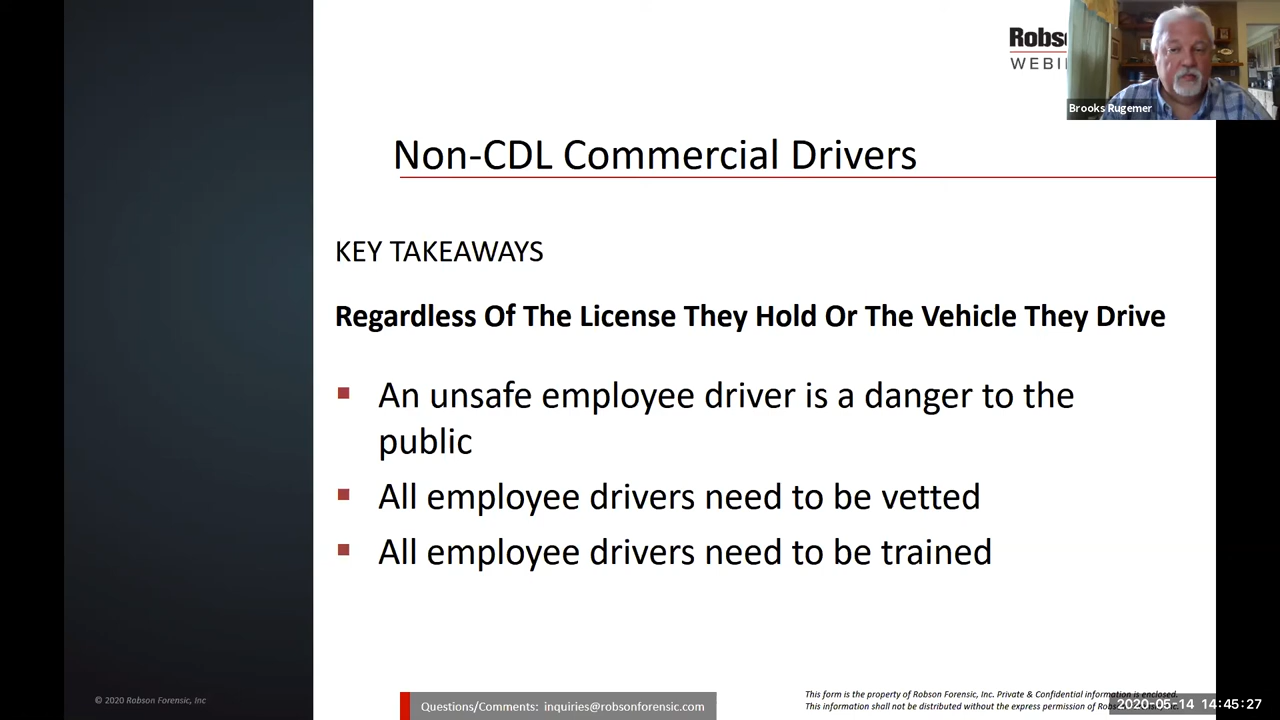 Robs
WEBI
Brooks Rugemer
Non-CDL Commercial Drivers
KEY TAKEAWAYS
Regardless Of The License They Hold Or The Vehicle They Drive
An unsafe employee driver is a danger to the
public
All employee drivers need to be vetted
All employee drivers need to be trained
© 2020 Robson Forensic, Inc
Questions/Comments: inquiries@robsonforensic.com
This form is the property of Robson Forensic, Inc. Private & Confidential information is enclosed.
This information shall not be distributed without the express permission of
2020-05-14 14:45:27